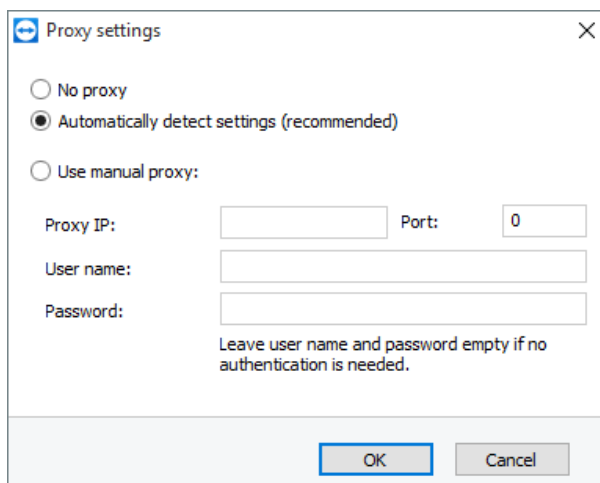 Proxy settings
No proxy
Automatically detect settings (recommended)
Use manual proxy:
Proxy IP: Port: 0
User name:
Password:
Leave user name and password empty if no
authentication is needed.
OK Cancel